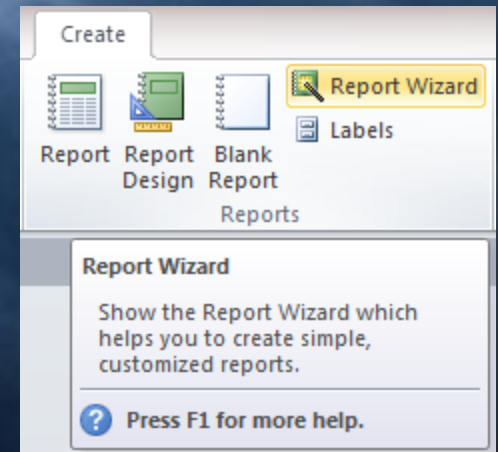 Create
Report Wizard
Labels
Report Report Blank
Design Report
Reports
Report Wizard
Show the Report Wizard which
helps you to create simple,
customized reports.
Press F1 for more help.